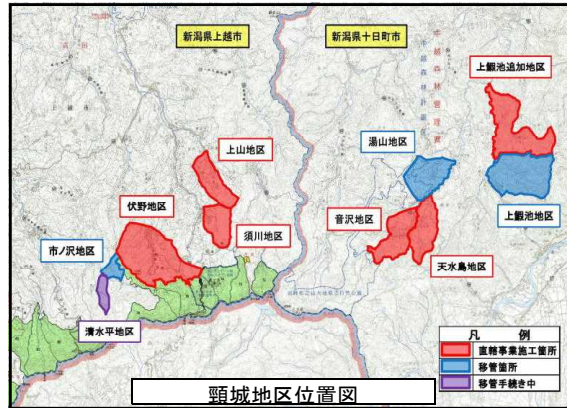 新潟県上越市
新潟県十日町市
上鰕池追加地区
湯山地区
上山地区
伏野地区
音沢地区
上鰕池地区
市ノ沢地区
須川地区
天水島地区
清水平地区
凡 例
直轄事業施工箇所
移管箇所
移管手続き中
頸城地区位置図